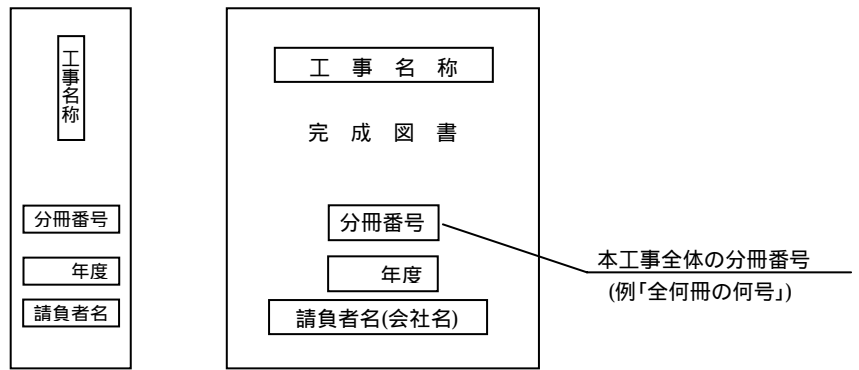 工事名称
分冊番号
年度
請負者名
工 事 名 称
完 成 図 書
分冊番号
年度
請負者名(会社名)
本工事全体の分冊番号
(例｢全何冊の何号｣)